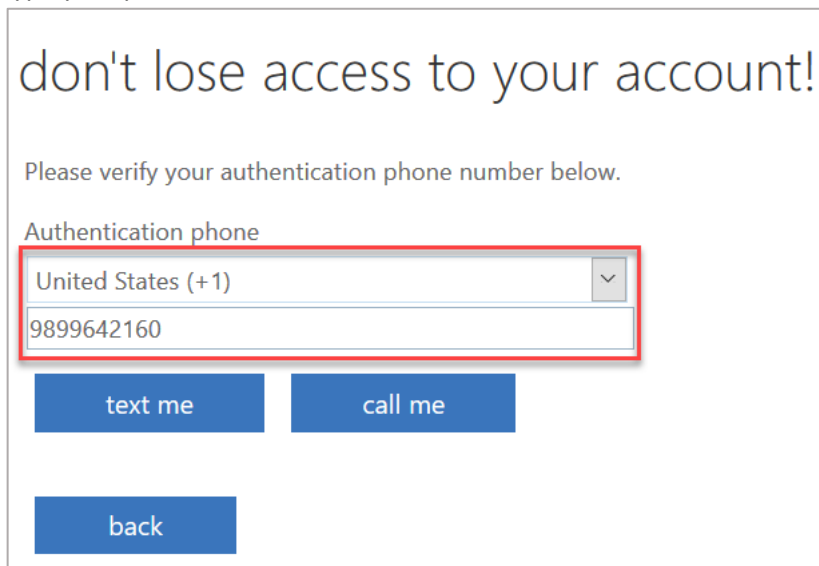 don't lose access to your account!
Please verify your authentication phone number below.
Authentication phone
United States (+1)
9899642160
text me call me
back